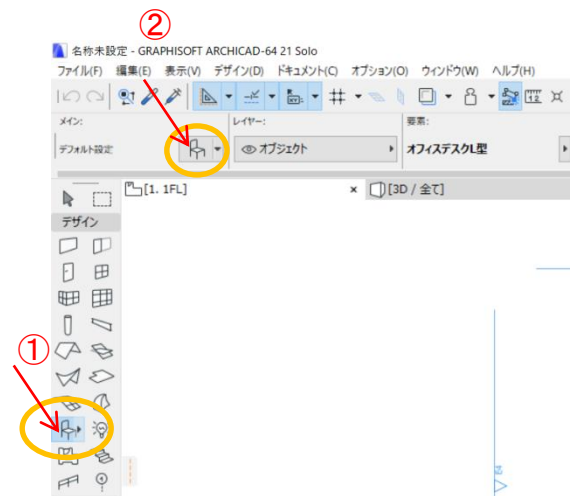 ②
名称未設定 - GRAPHISOFT ARCHICAD-64 21 Solo
ファイル(F) 編集(E) 表示(V) デザイン(D) ドキュメント(C) オプション(O) ウィンドウ(W) ヘルプ(H)
メイン: レイヤー: 要素:
デフォルト設定 オブジェクト オフィスデスクL型
[1. 1FL] × [3D / 全て]
デザイン
①
64